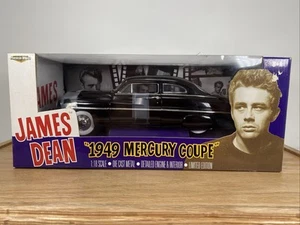 JAMES
DEAN
"1949 MERCURY COUPE"
1:18 SCALE • DIE CAST METAL • DETAILED ENGINE & INTERIOR • LIMITED EDITION